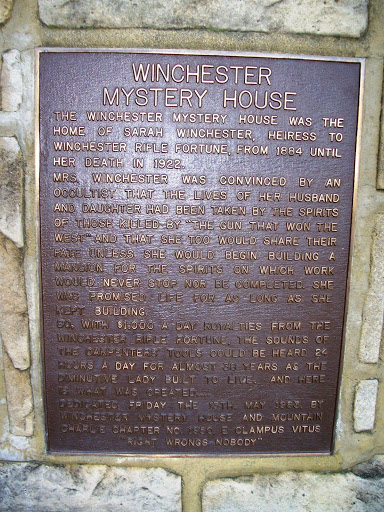 WINCHESTER
MYSTERY HOUSE
THE WINCHESTER MYSTERY HOUSE WAS THE
HOME OF SARAH WINCHESTER, HEIRESS TO
WINCHESTER RIFLE FORTUNE, FROM 1884 UNTIL
HER DEATH IN 1922.
MRS. WINCHESTER WAS CONVINCED BY AN
OCCULTIST THAT THE LIVES OF HER HUSBAND
AND DAUGHTER HAD BEEN TAKEN BY THE SPIRITS
OF THOSE KILLED BY "THE GUN THAT WON THE
WEST" AND THAT SHE TOO WOULD SHARE THEIR
FATE UNLESS SHE WOULD BEGIN BUILDING A
MANSION FOR THE SPIRITS ON WHICH WORK
WOULD NEVER STOP NOR BE COMPLETED. SHE
WAS PROMISED LIFE FOR AS LONG AS SHE
KEPT BUILDING.
SO, WITH $1,000 A DAY ROYALTIES FROM THE
WINCHESTER RIFLE FORTUNE, THE SOUNDS OF
THE CARPENTERS' TOOLS COULD BE HEARD 24
HOURS A DAY FOR ALMOST 38 YEARS AS THE
DIMINUTIVE LADY BUILT TO LIVE. AND HERE
IS WHAT WAS CREATED...
DEDICATED FRIDAY THE 13TH, MAY 1983, BY
WINCHESTER MYSTERY HOUSE AND MOUNTAIN
CHARLIE CHAPTER NO. 1850 E CLAMPUS VITUS
RIGHT WRONGS NOBODY"